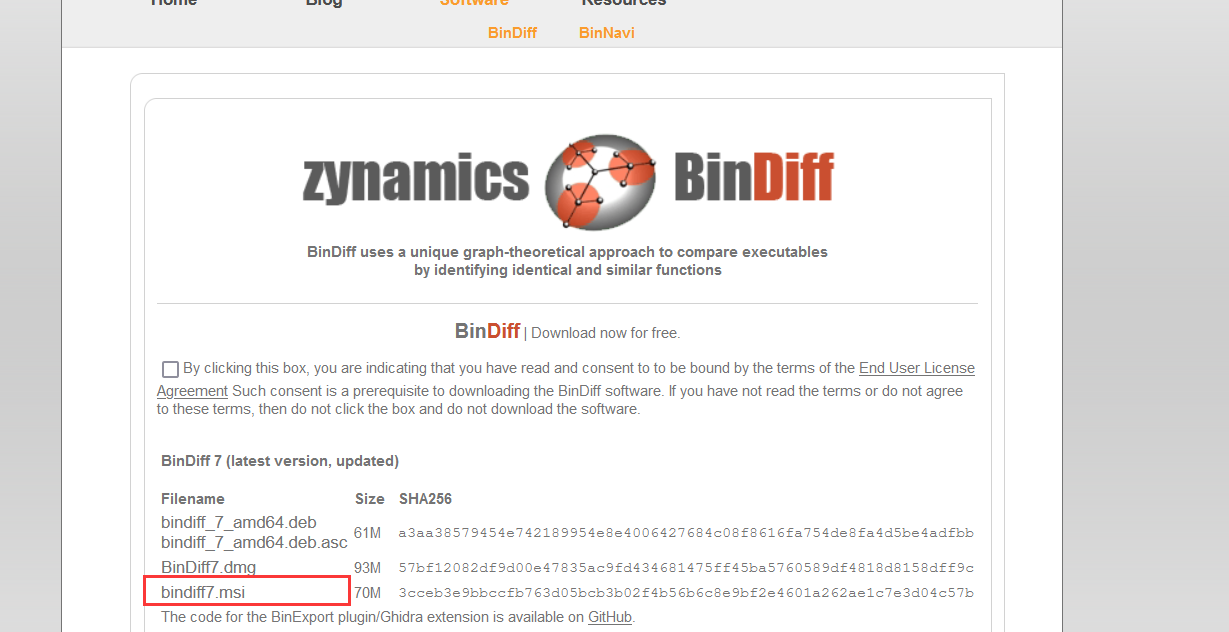 Home Blog Software Resources
BinDiff BinNavi
zynamics BinDiff
BinDiff uses a unique graph-theoretical approach to compare executables
by identifying identical and similar functions
BinDiff | Download now for free.
By clicking this box, you are indicating that you have read and consent to to be bound by the terms of the End User License
Agreement Such consent is a prerequisite to downloading the BinDiff software. If you have not read the terms or do not agree
to these terms, then do not click the box and do not download the software.
BinDiff 7 (latest version, updated)
Filename Size SHA256
bindiff_7_amd64.deb
bindiff_7_amd64.deb.asc
61M a3aa38579454e742189954e8e4006427684c08f8616fa754de8fa4d5be4adfbb
BinDiff7.dmg 93M 57bf12082df9d00e47835ac9fd434681475ff45ba5760589df4818d8158dff9c
bindiff7.msi 70M 3cceb3e9bbccfb763d05bcb3b02f4b56b6c8e9bf2e4601a262ae1c7e3d04c57b
The code for the BinExport plugin/Ghidra extension is available on GitHub.